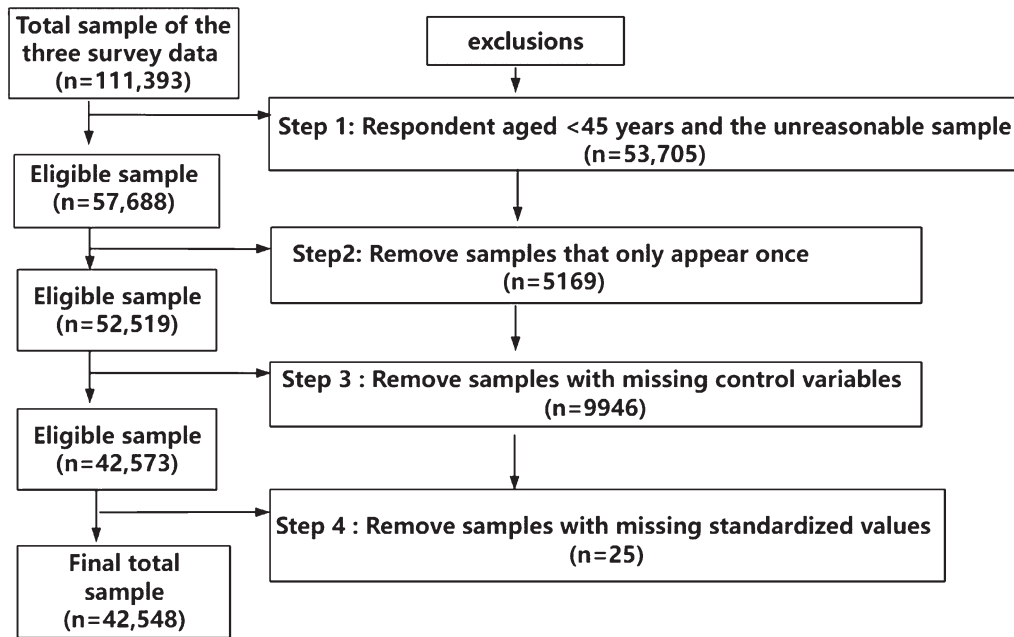 Total sample of the
three survey data
(n=111,393)
exclusions
Step 1: Respondent aged <45 years and the unreasonable sample
(n=53,705)
Eligible sample
(n=57,688)
Step2: Remove samples that only appear once
(n=5169)
Eligible sample
(n=52,519)
Step 3 : Remove samples with missing control variables
(n=9946)
Eligible sample
(n=42,573)
Step 4 : Remove samples with missing standardized values
(n=25)
Final total
sample
(n=42,548)